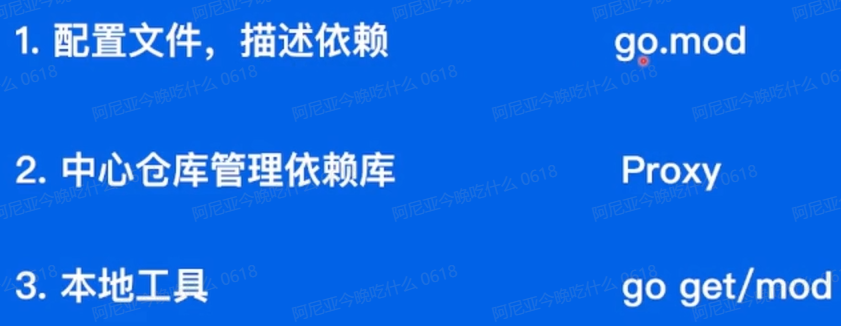 1. 配置文件，描述依赖 go.mod
2. 中心仓库管理依赖库 Proxy
3. 本地工具 go get/mod
阿尼亚今晚吃什么 0618